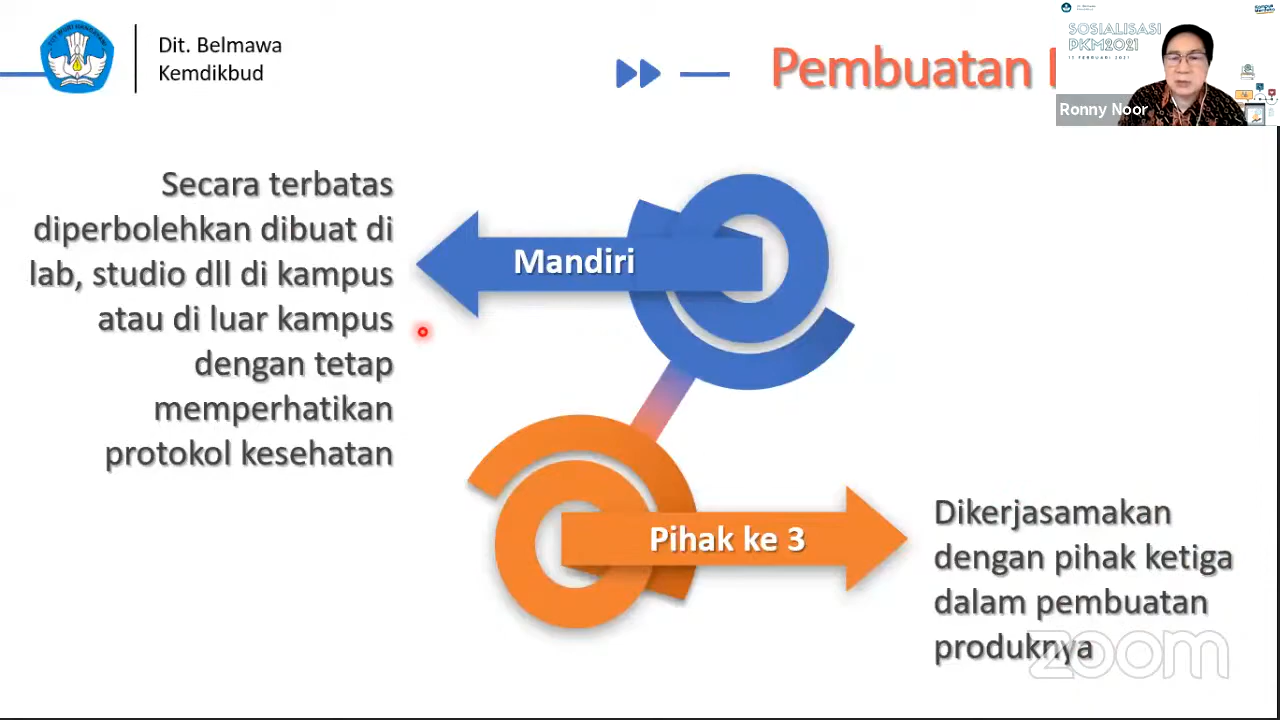 Dit. Belmawa
Kemdikbud
Pembuatan
SOSIALISASI
PKM2021
Ronny Noor
Secara terbatas
diperbolehkan dibuat di
lab, studio dll di kampus
atau di luar kampus
dengan tetap
memperhatikan
protokol kesehatan
Mandiri
Pihak ke 3
Dikerjasamakan
dengan pihak ketiga
dalam pembuatan
produknya
zoom